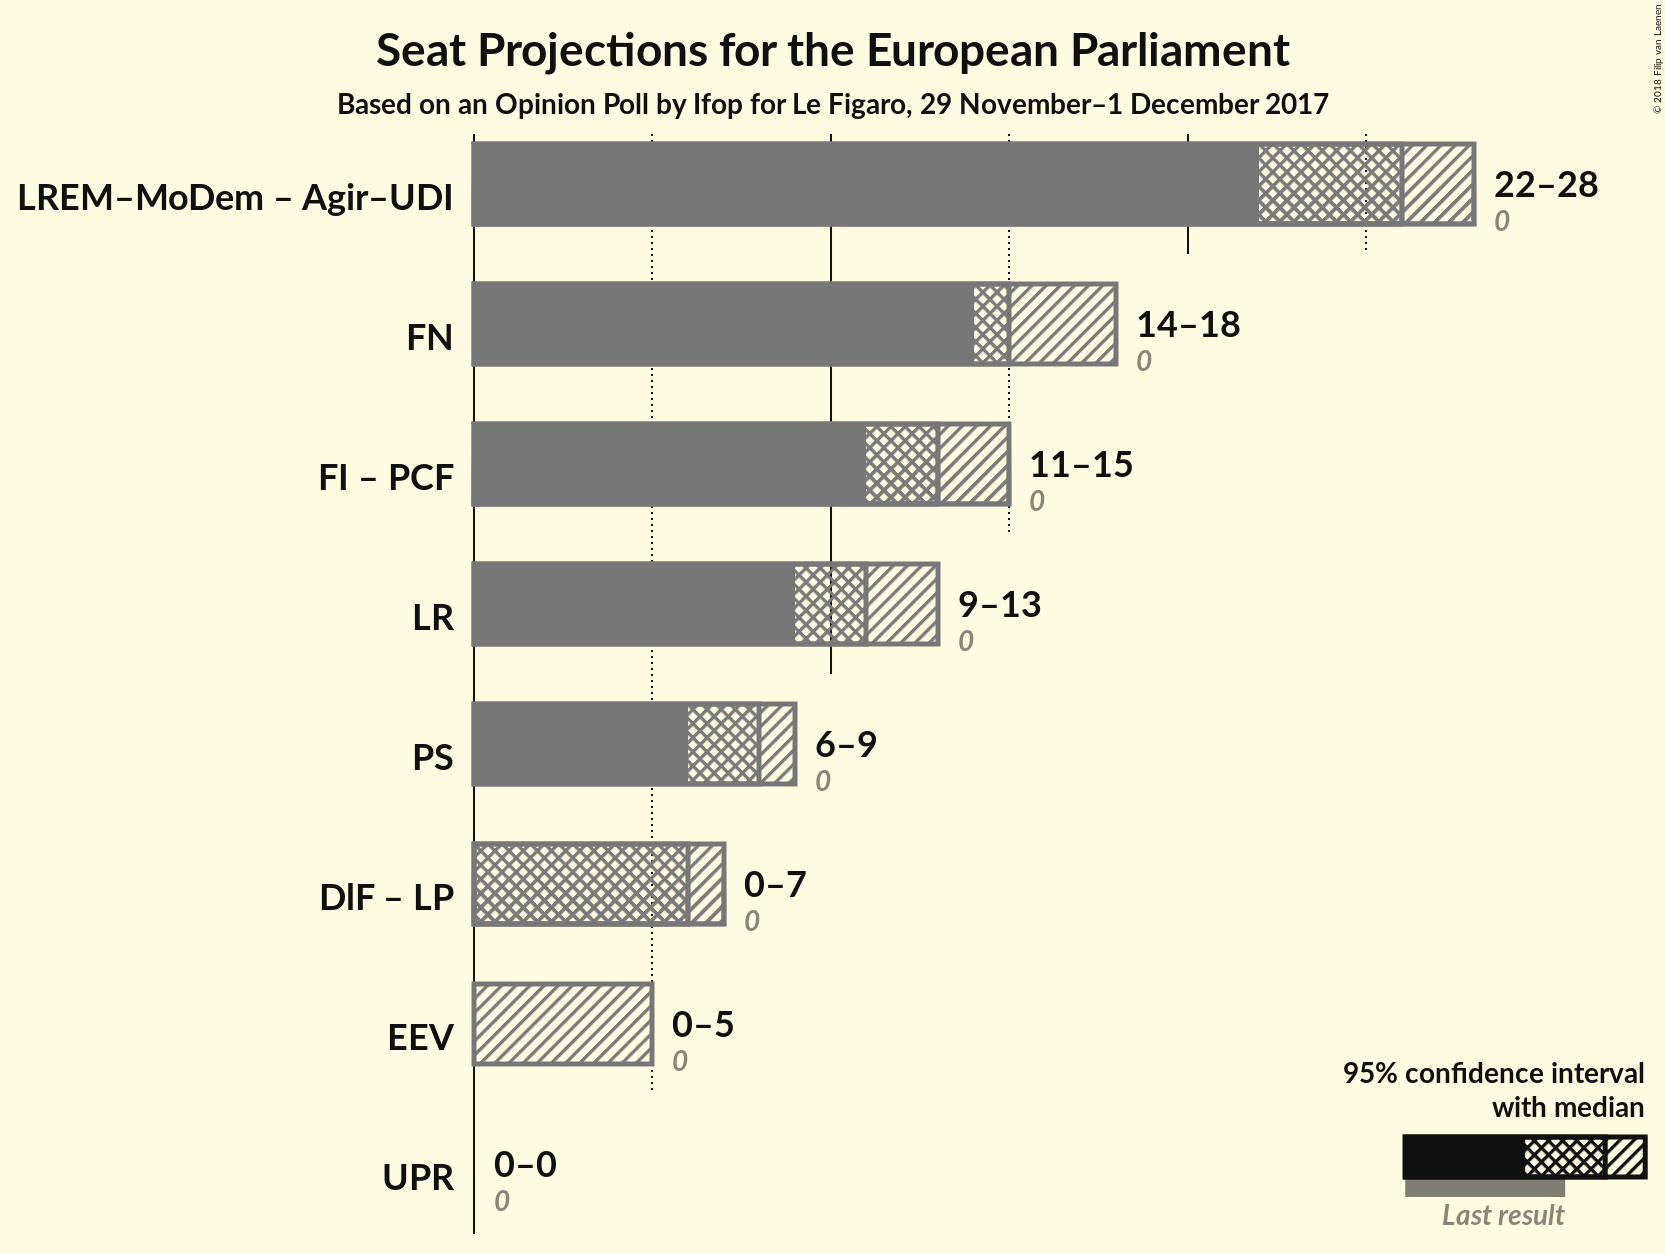 Seat Projections for the European Parliament
Based on an Opinion Poll by Ifop for Le Figaro, 29 November–1 December 2017
© 2018 Filip van Laenen
LREM–MoDem – Agir–UDI
22–28
0
FN
14–18
0
FI – PCF
11–15
0
LR
9–13
0
PS
6–9
0
DlF – LP
0–7
0
EEV
0–5
0
UPR
0–0
0
95% confidence interval
with median
Last result